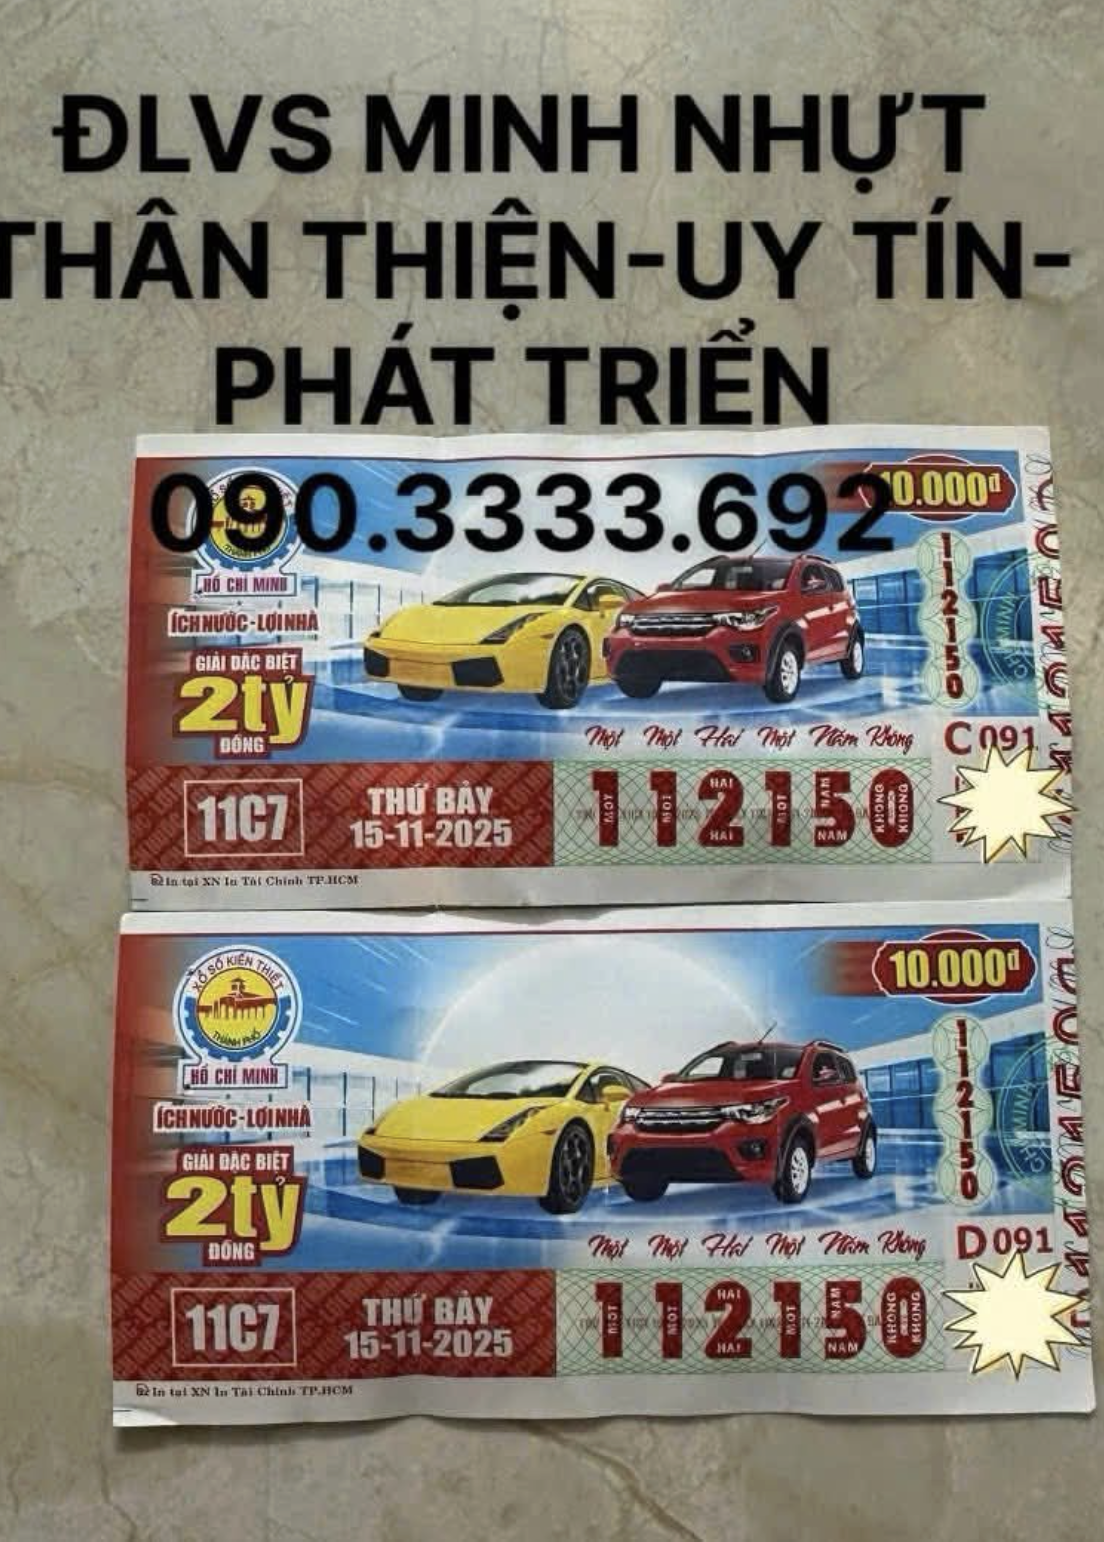 ĐLVS MINH NHỰT
THÂN THIỆN-UY TÍN-
PHÁT TRIỂN
090.3333.692
10.000đ
HỒ CHÍ MINH
ÍCH NƯỚC - LỢI NHÀ
GIẢI ĐẶC BIỆT
2tỷ
ĐỒNG
112150
Một Một Hai Một Năm Không
C 091
11C7
THỨ BẢY
15-11-2025
112150
In tại XN In Tài Chính TP.HCM
XỔ SỐ KIẾN THIẾT
THÀNH PHỐ
HỒ CHÍ MINH
10.000đ
ÍCH NƯỚC - LỢI NHÀ
GIẢI ĐẶC BIỆT
2tỷ
ĐỒNG
112150
Một Một Hai Một Năm Không
D 091
11C7
THỨ BẢY
15-11-2025
112150
In tại XN In Tài Chính TP.HCM